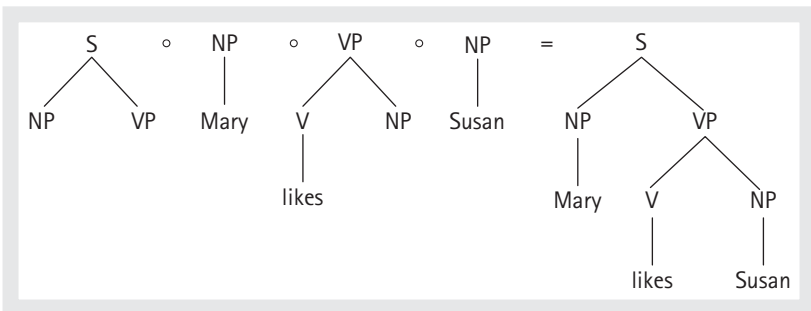 S ∘ NP ∘ VP ∘ NP = S
NP VP Mary V NP Susan NP VP
likes Mary V NP
likes Susan